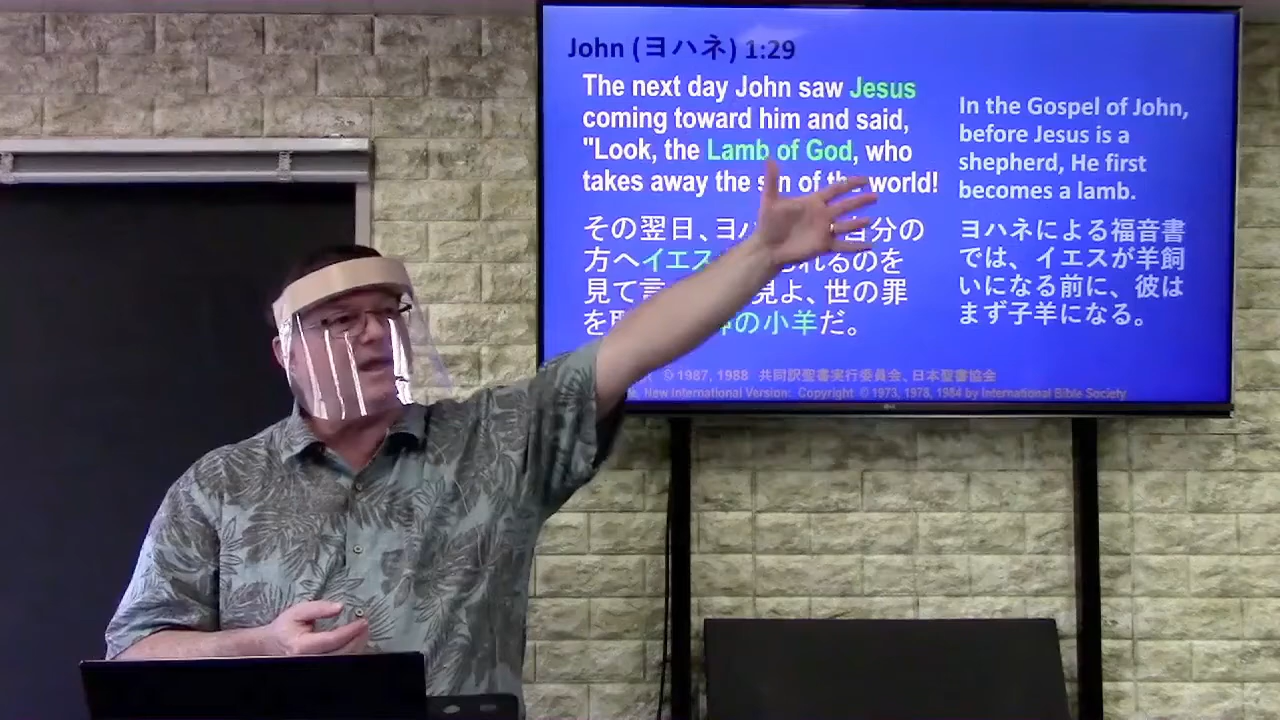 John (ヨハネ) 1:29
The next day John saw Jesus
coming toward him and said,
"Look, the Lamb of God, who
takes away the sin of the world!
その翌日、ヨハ 自分の
方へイエス られるのを
見て言 見よ、世の罪
を の小羊だ。
In the Gospel of John,
before Jesus is a
shepherd, He first
becomes a lamb.
ヨハネによる福音書
では、イエスが羊飼
いになる前に、彼は
まず子羊になる。
© 1987, 1988 共同訳聖書実行委員会、日本聖書協会
New International Version: Copyright © 1973, 1978, 1984 by International Bible Society